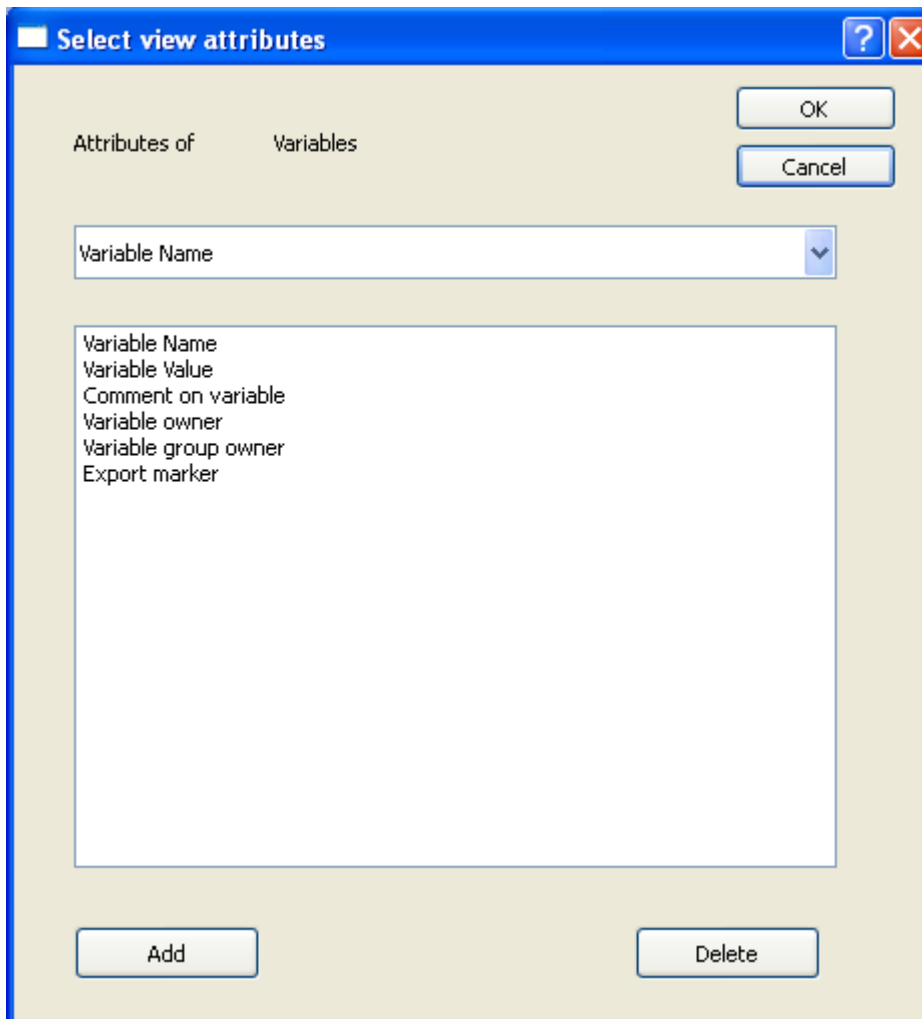 Select view attributes
?
OK
Attributes of Variables
Cancel
Variable Name
Variable Name
Variable Value
Comment on variable
Variable owner
Variable group owner
Export marker
Add Delete